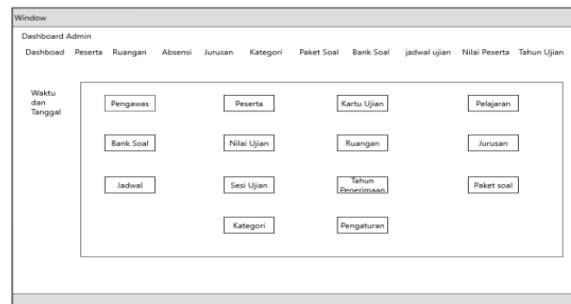 Window
Dashboard Admin
Dashboad Peserta Ruangan Absensi Jurusan Kategori Paket Soal Bank Soal jadwal ujian Nilai Peserta Tahun Ujian
Waktu
dan
Tanggal
Pengawas Peserta Kartu Ujian Pelajaran
Bank Soal Nilai Ujian Ruangan Jurusan
Jadwal Sesi Ujian Tahun
Penerimaan Paket soal
Kategori Pengaturan